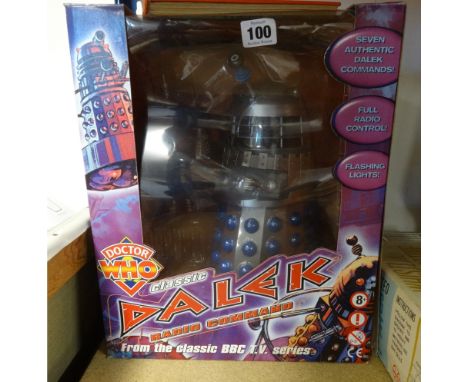 100
SEVEN
AUTHENTIC
DALEK
COMMANDS!
FULL
RADIO
CONTROL!
FLASHING
LIGHTS!
DOCTOR
WHO
classic
DALEK
RADIO COMMAND
From the classic BBC T.V. series
8+
CE
INSTRUCTIONS